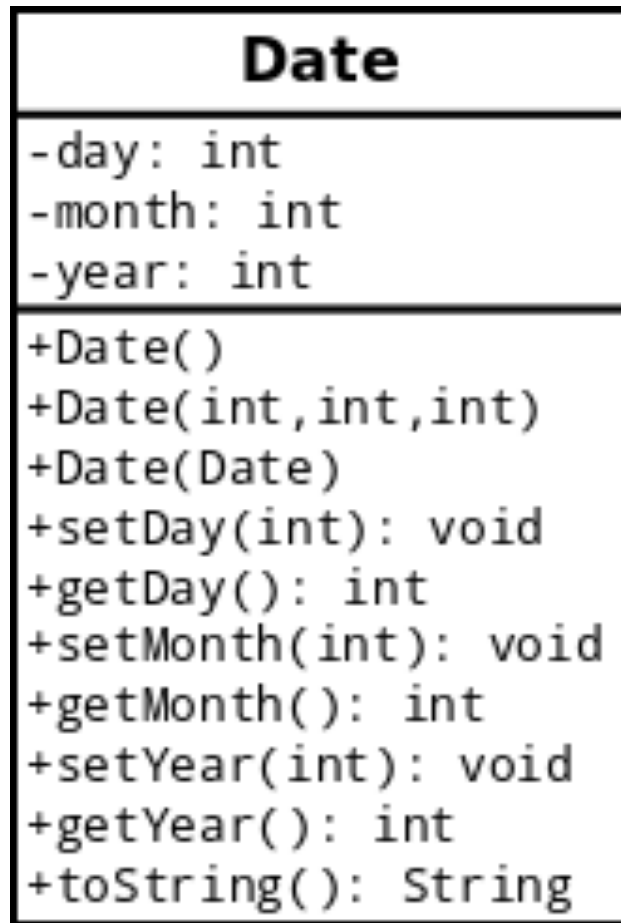 Date
-day: int
-month: int
-year: int
+Date()
+Date(int,int,int)
+Date(Date)
+setDay(int): void
+getDay(): int
+setMonth(int): void
+getMonth(): int
+setYear(int): void
+getYear(): int
+toString(): String